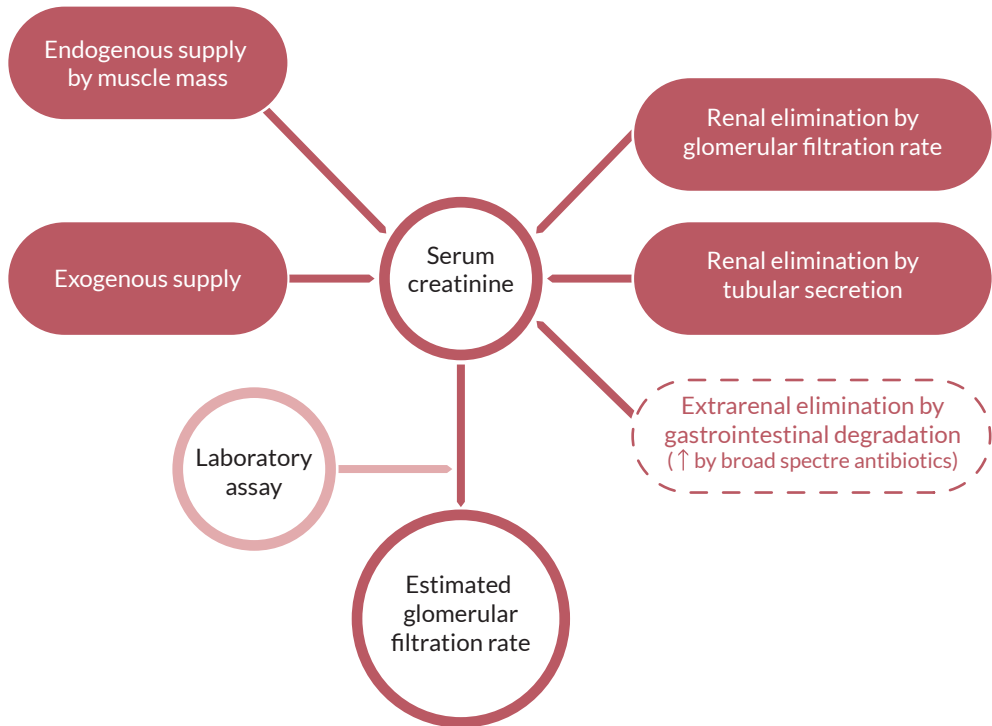 Endogenous supply
by muscle mass
Exogenous supply
Serum
creatinine
Renal elimination by
glomerular filtration rate
Renal elimination by
tubular secretion
Extrarenal elimination by
gastrointestinal degradation
(↑ by broad spectre antibiotics)
Laboratory
assay
Estimated
glomerular
filtration rate